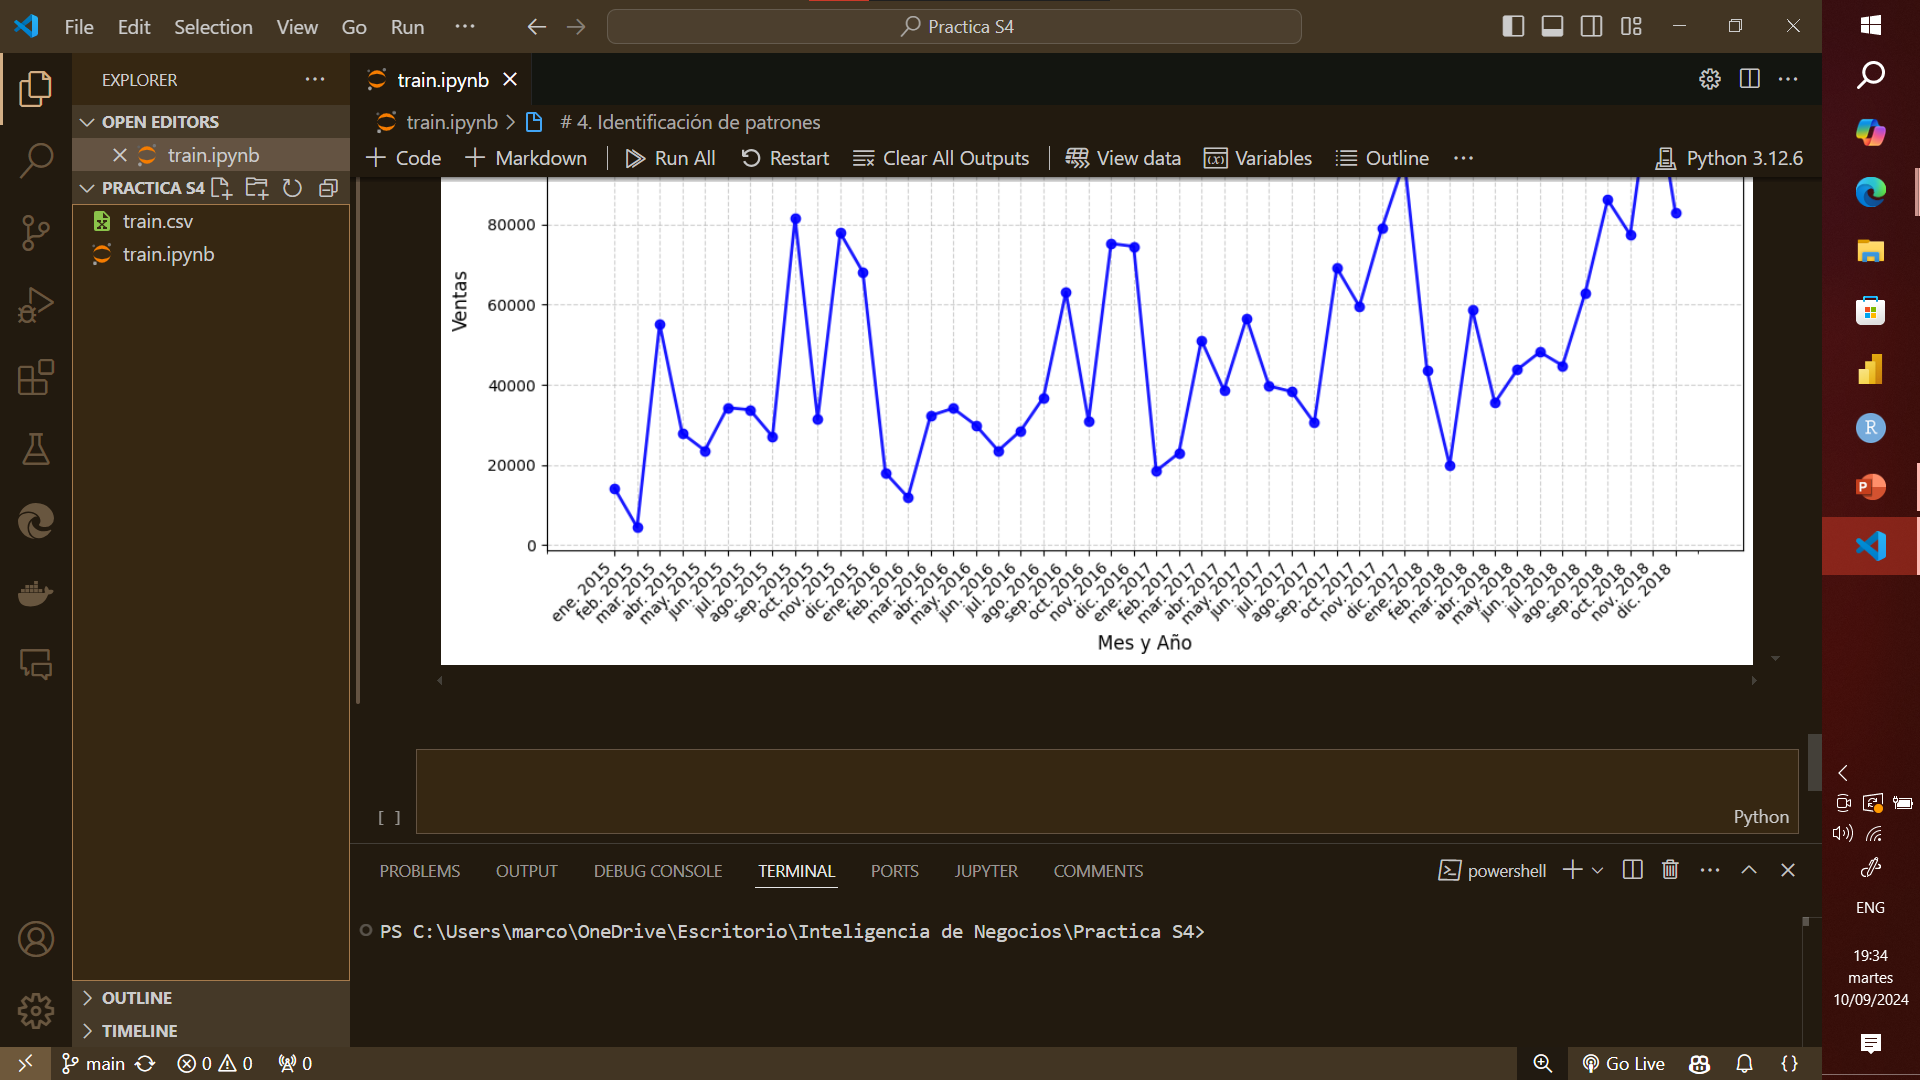 File Edit Selection View Go Run ···
Practica S4
EXPLORER ···
OPEN EDITORS
train.ipynb
PRACTICA S4
train.csv
train.ipynb
OUTLINE
TIMELINE
train.ipynb
train.ipynb > # 4. Identificación de patrones
Code Markdown Run All Restart Clear All Outputs View data Variables Outline ··· Python 3.12.6
80000
60000
40000
20000
0
Ventas
ene. 2015
feb. 2015
mar. 2015
abr. 2015
may. 2015
jun. 2015
jul. 2015
ago. 2015
sep. 2015
oct. 2015
nov. 2015
dic. 2015
ene. 2016
feb. 2016
mar. 2016
abr. 2016
may. 2016
jun. 2016
jul. 2016
ago. 2016
sep. 2016
oct. 2016
nov. 2016
dic. 2016
ene. 2017
feb. 2017
mar. 2017
abr. 2017
may. 2017
jun. 2017
jul. 2017
ago. 2017
sep. 2017
oct. 2017
nov. 2017
dic. 2017
ene. 2018
feb. 2018
mar. 2018
abr. 2018
may. 2018
jun. 2018
jul. 2018
ago. 2018
sep. 2018
oct. 2018
nov. 2018
dic. 2018
Mes y Año
[ ]
Python
PROBLEMS OUTPUT DEBUG CONSOLE TERMINAL PORTS JUPYTER COMMENTS powershell
PS C:\Users\marco\OneDrive\Escritorio\Inteligencia de Negocios\Practica S4>
main 0 0 0 Go Live
ENG
19:34
martes
10/09/2024